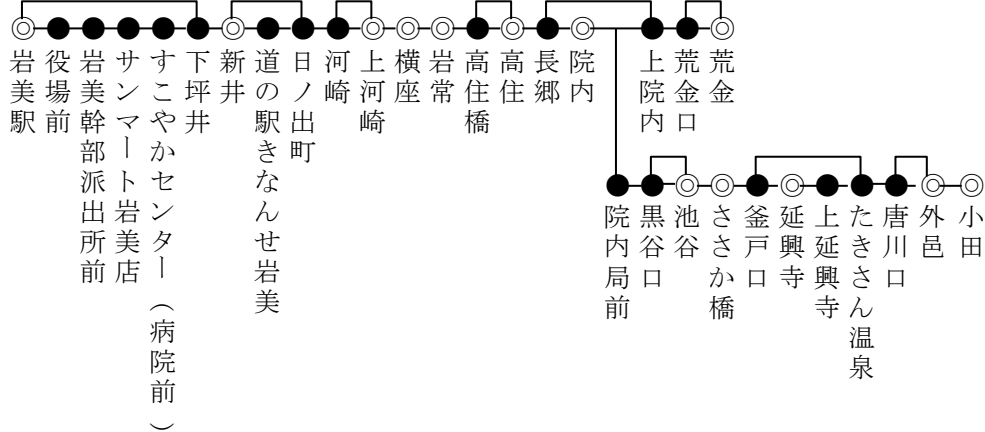 岩美駅
役場前
岩美幹部派出所前
サンマート岩美店
すこやかセンター（病院前）
下坪井
新井
道の駅きなんせ岩美
日ノ出町
河崎
上河崎
横座
岩常
高住橋
高住
長郷
院内
上院内
荒金口
荒金
院内局前
黒谷口
池谷
ささか橋
釜戸口
延興寺
上延興寺
たきさん温泉
唐川口
外邑
小田